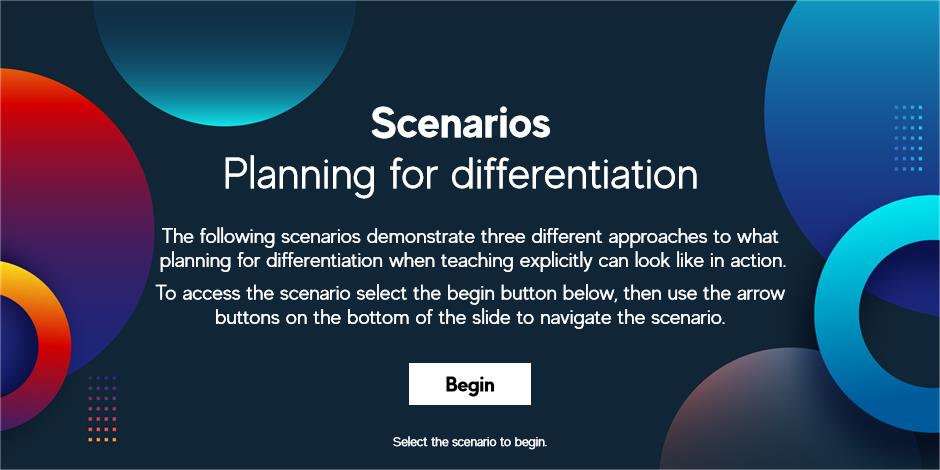 Scenarios
Planning for differentiation
The following scenarios demonstrate three different approaches to what
planning for differentiation when teaching explicitly can look like in action.
To access the scenario select the begin button below, then use the arrow
buttons on the bottom of the slide to navigate the scenario.
Begin
Select the scenario to begin.